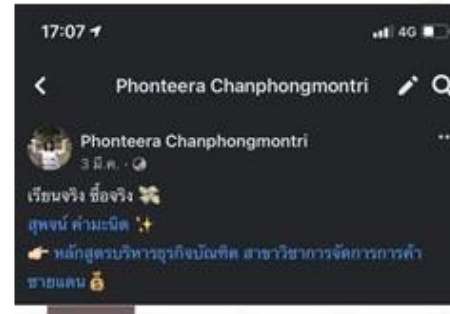 17:07
4G
Phonteera Chanphongmontri
Phonteera Chanphongmontri
3 มี.ค.
เรียนจริง ชื่อจริง
สุพจน์ คำมะนิด
หลักสูตรบริหารธุรกิจบัณฑิต สาขาวิชาการจัดการการค้า
ชายแดน